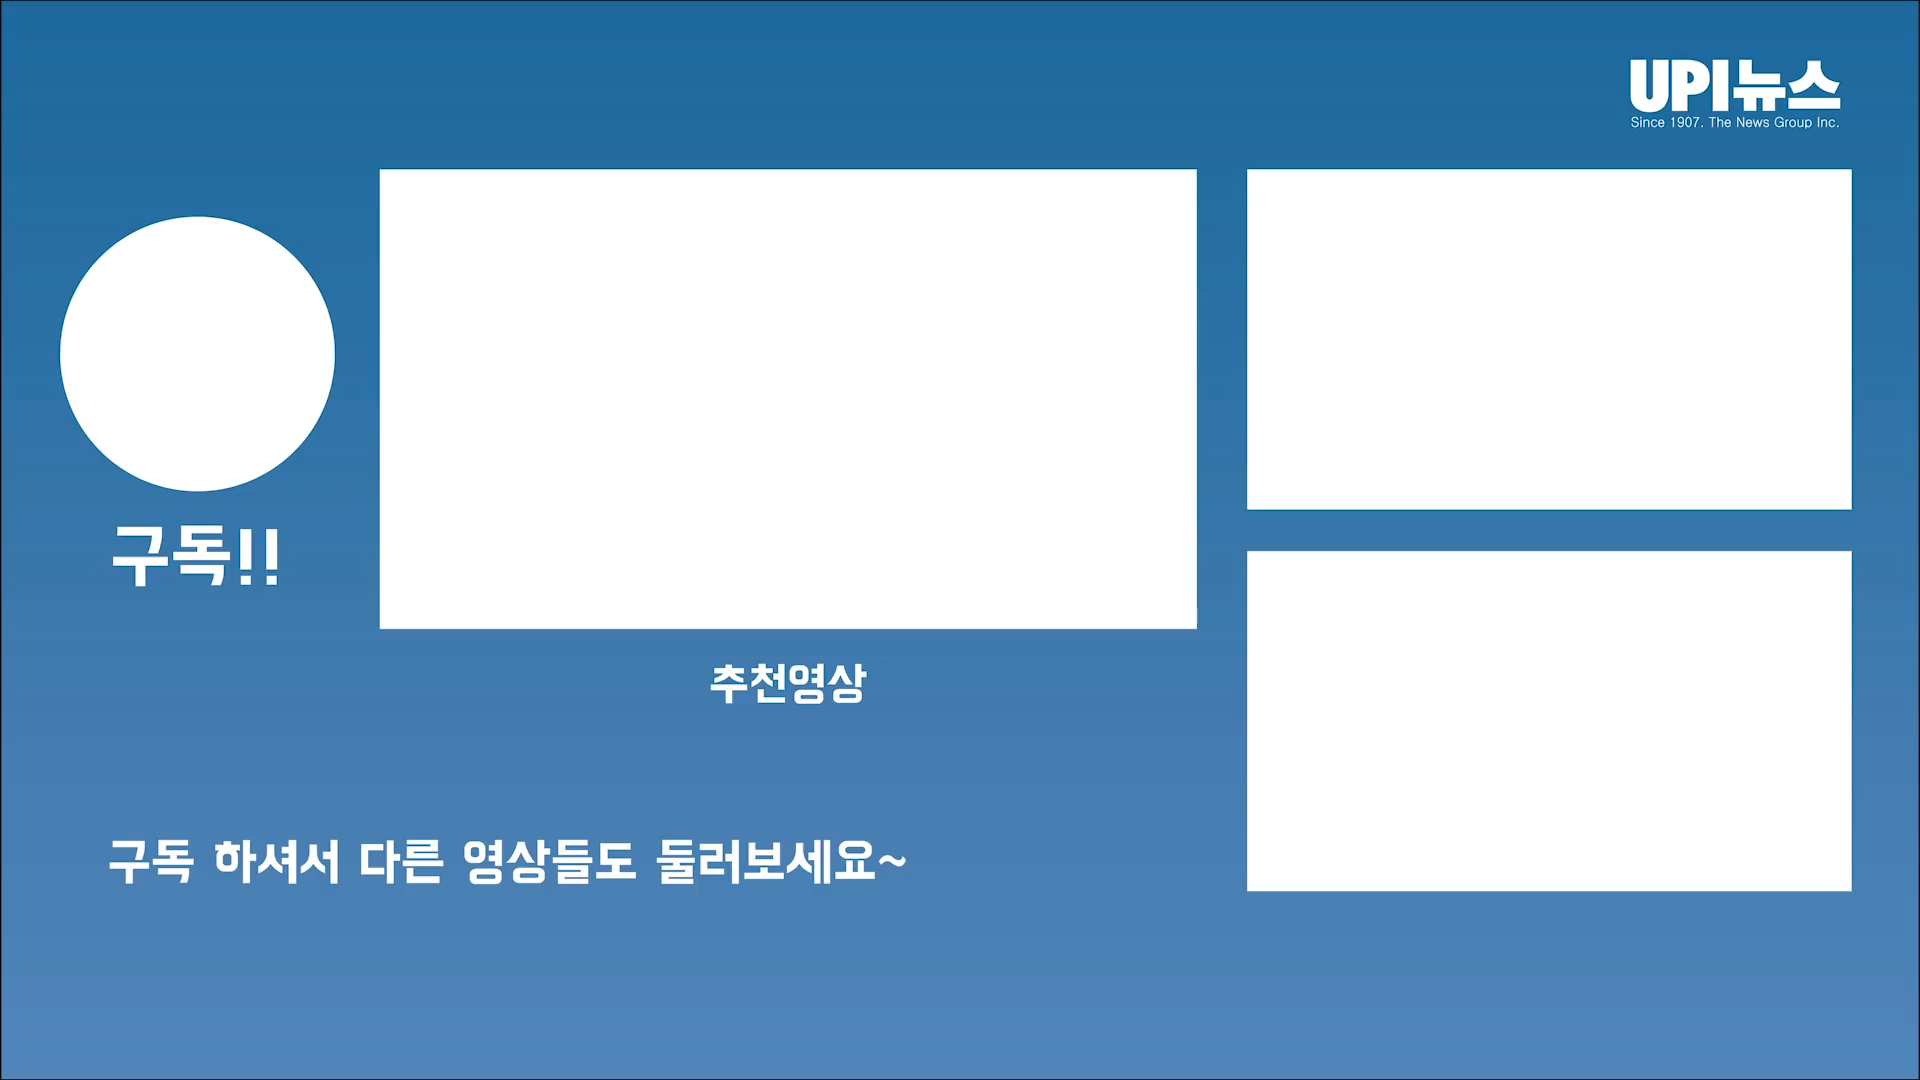 UPI뉴스
Since 1907. The News Group Inc.
구독!!
추천영상
구독 하셔서 다른 영상들도 둘러보세요~